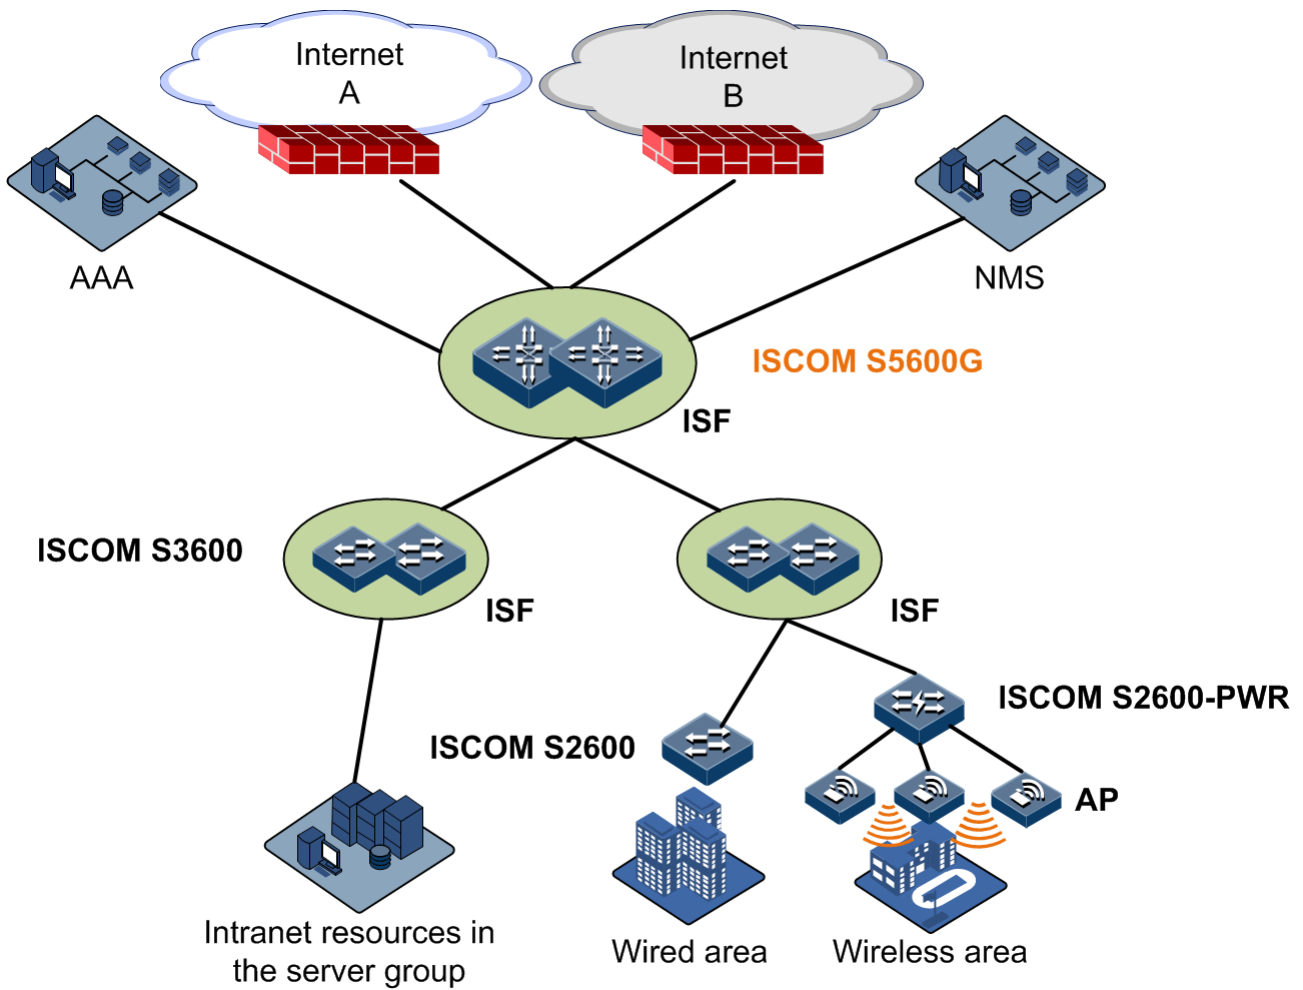 Internet
A
Internet
B
AAA
NMS
ISCOM S5600G
ISF
ISCOM S3600
ISF
ISF
ISCOM S2600-PWR
ISCOM S2600
AP
Intranet resources in
the server group
Wired area
Wireless area